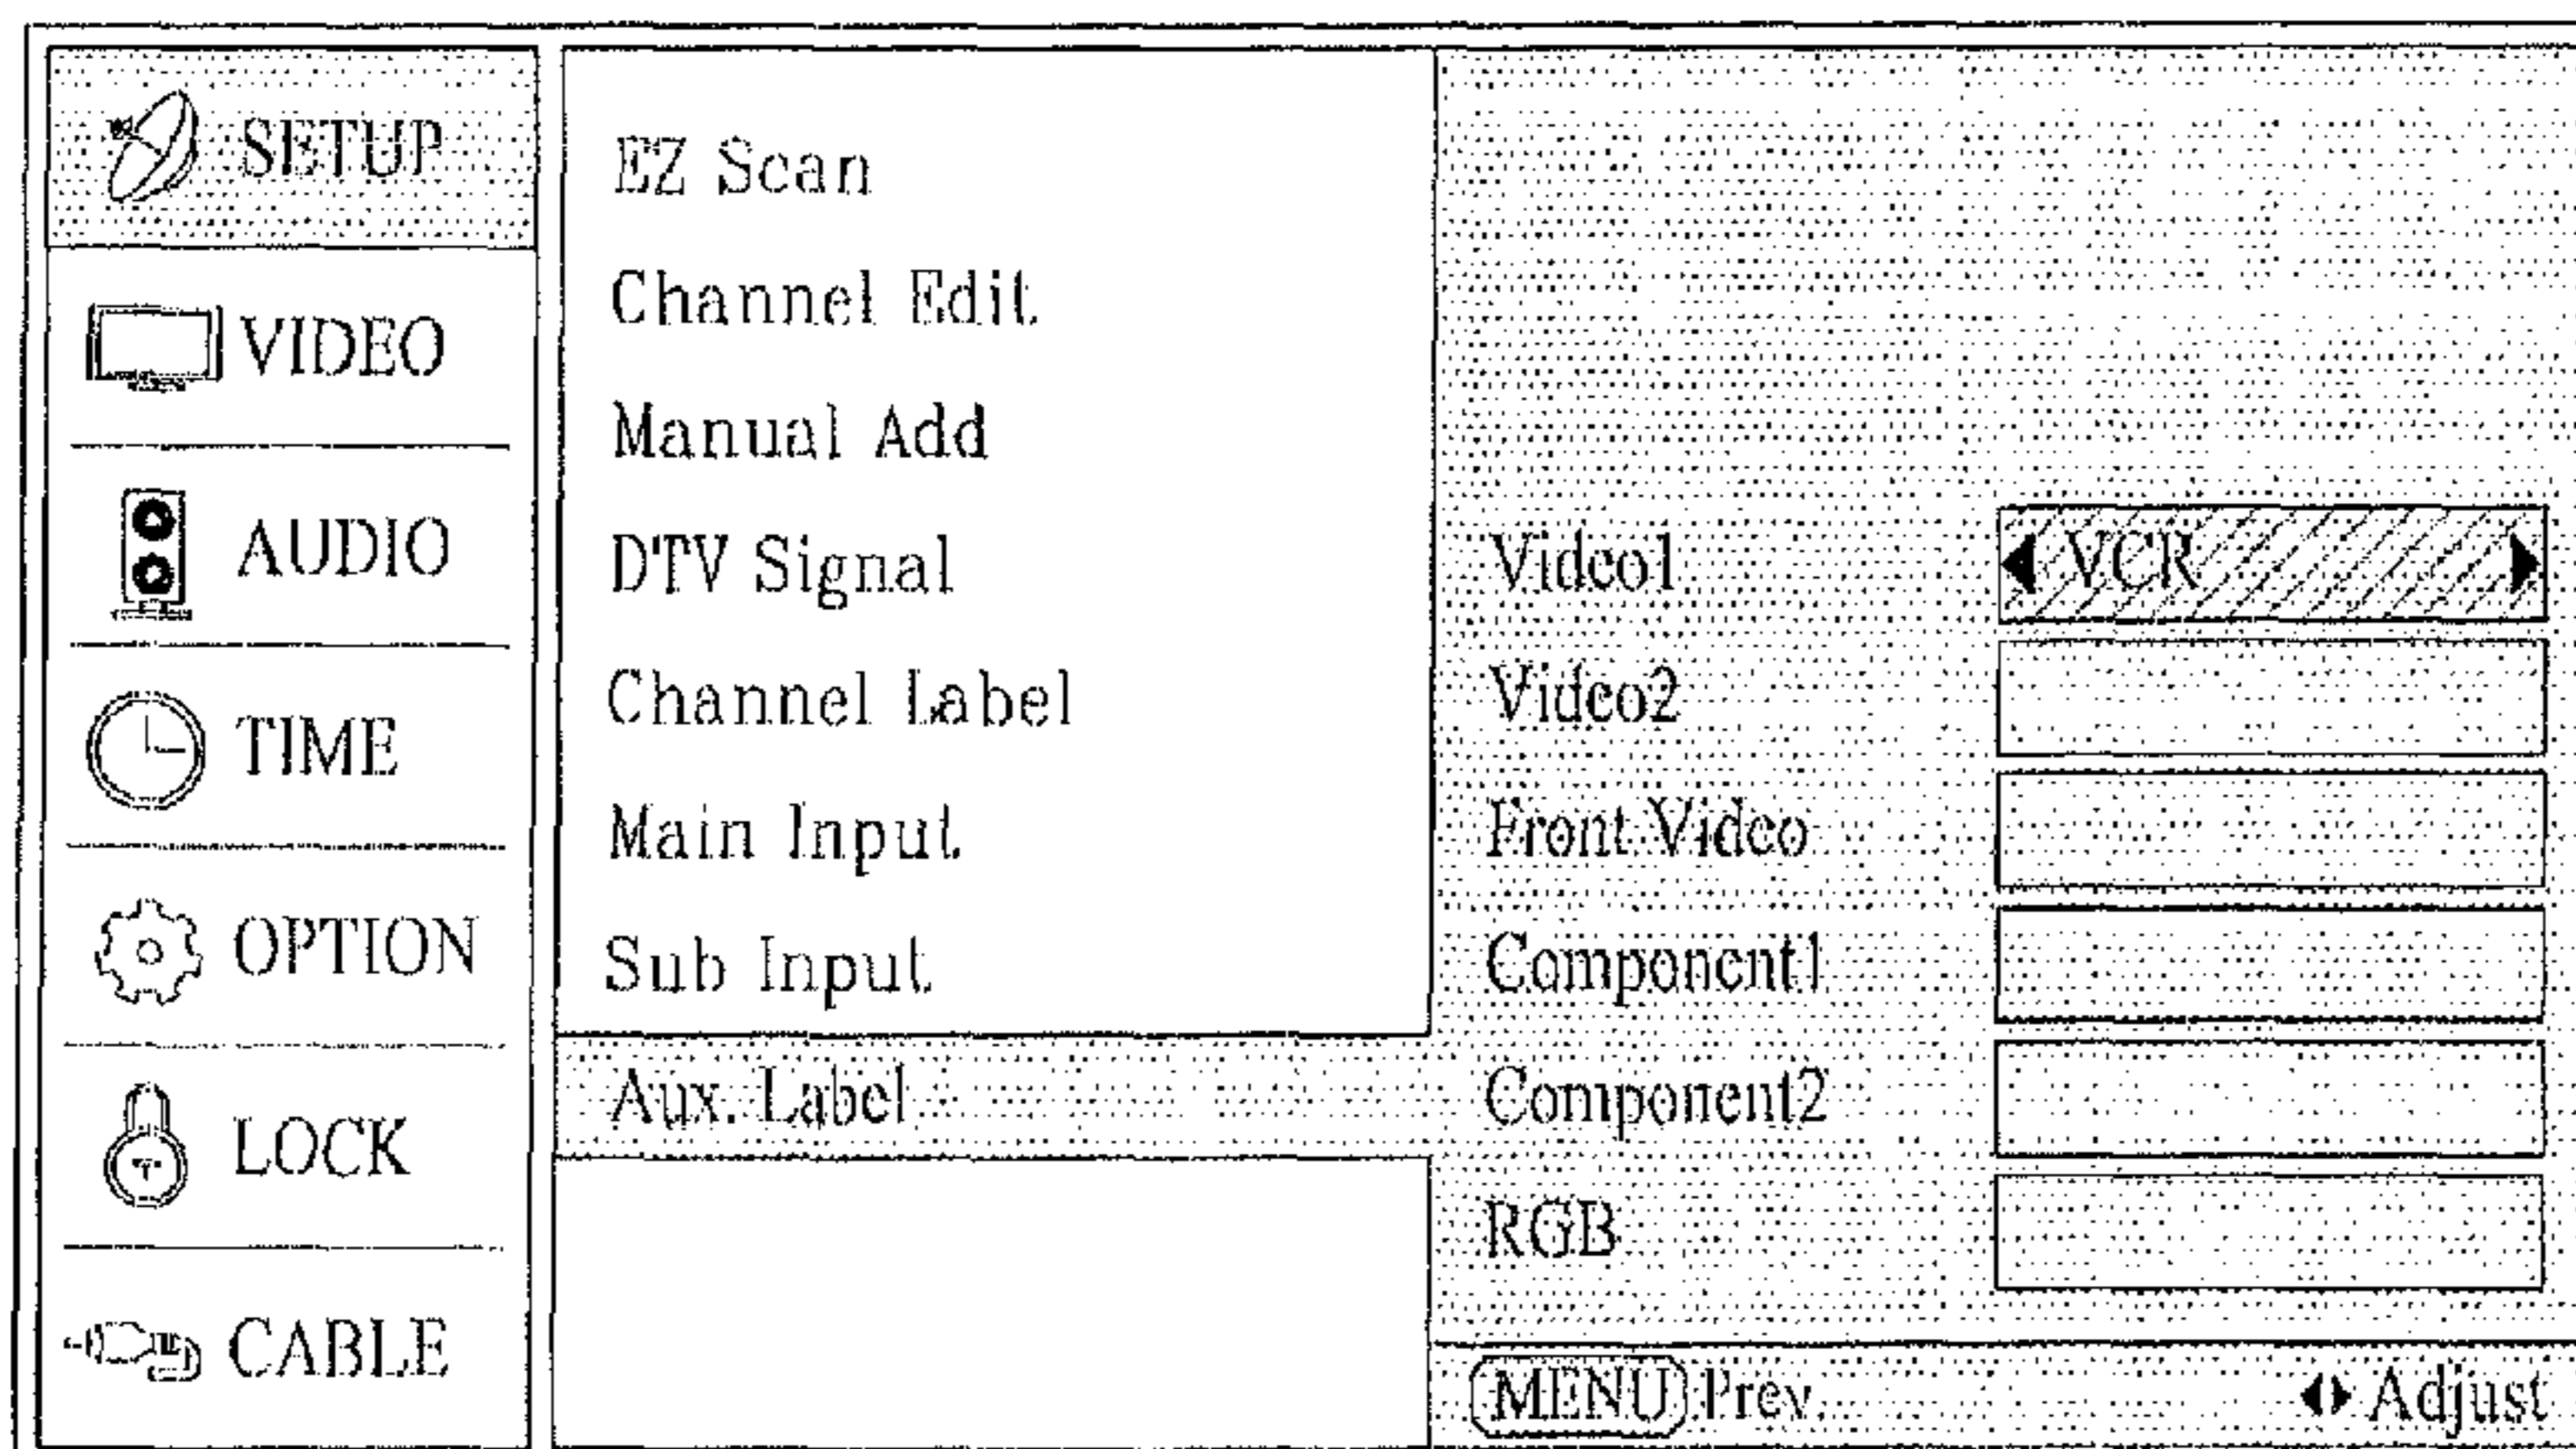 SETUP
VIDEO
AUDIO
TIME
OPTION
LOCK
CABLE
EZ Scan
Channel Edit
Manual Add
DTV Signal
Channel Label
Main Input
Sub Input
Aux. Label
Video1 VCR
Video2
Front Video
Component1
Component2
RGB
MENU Prev. Adjust